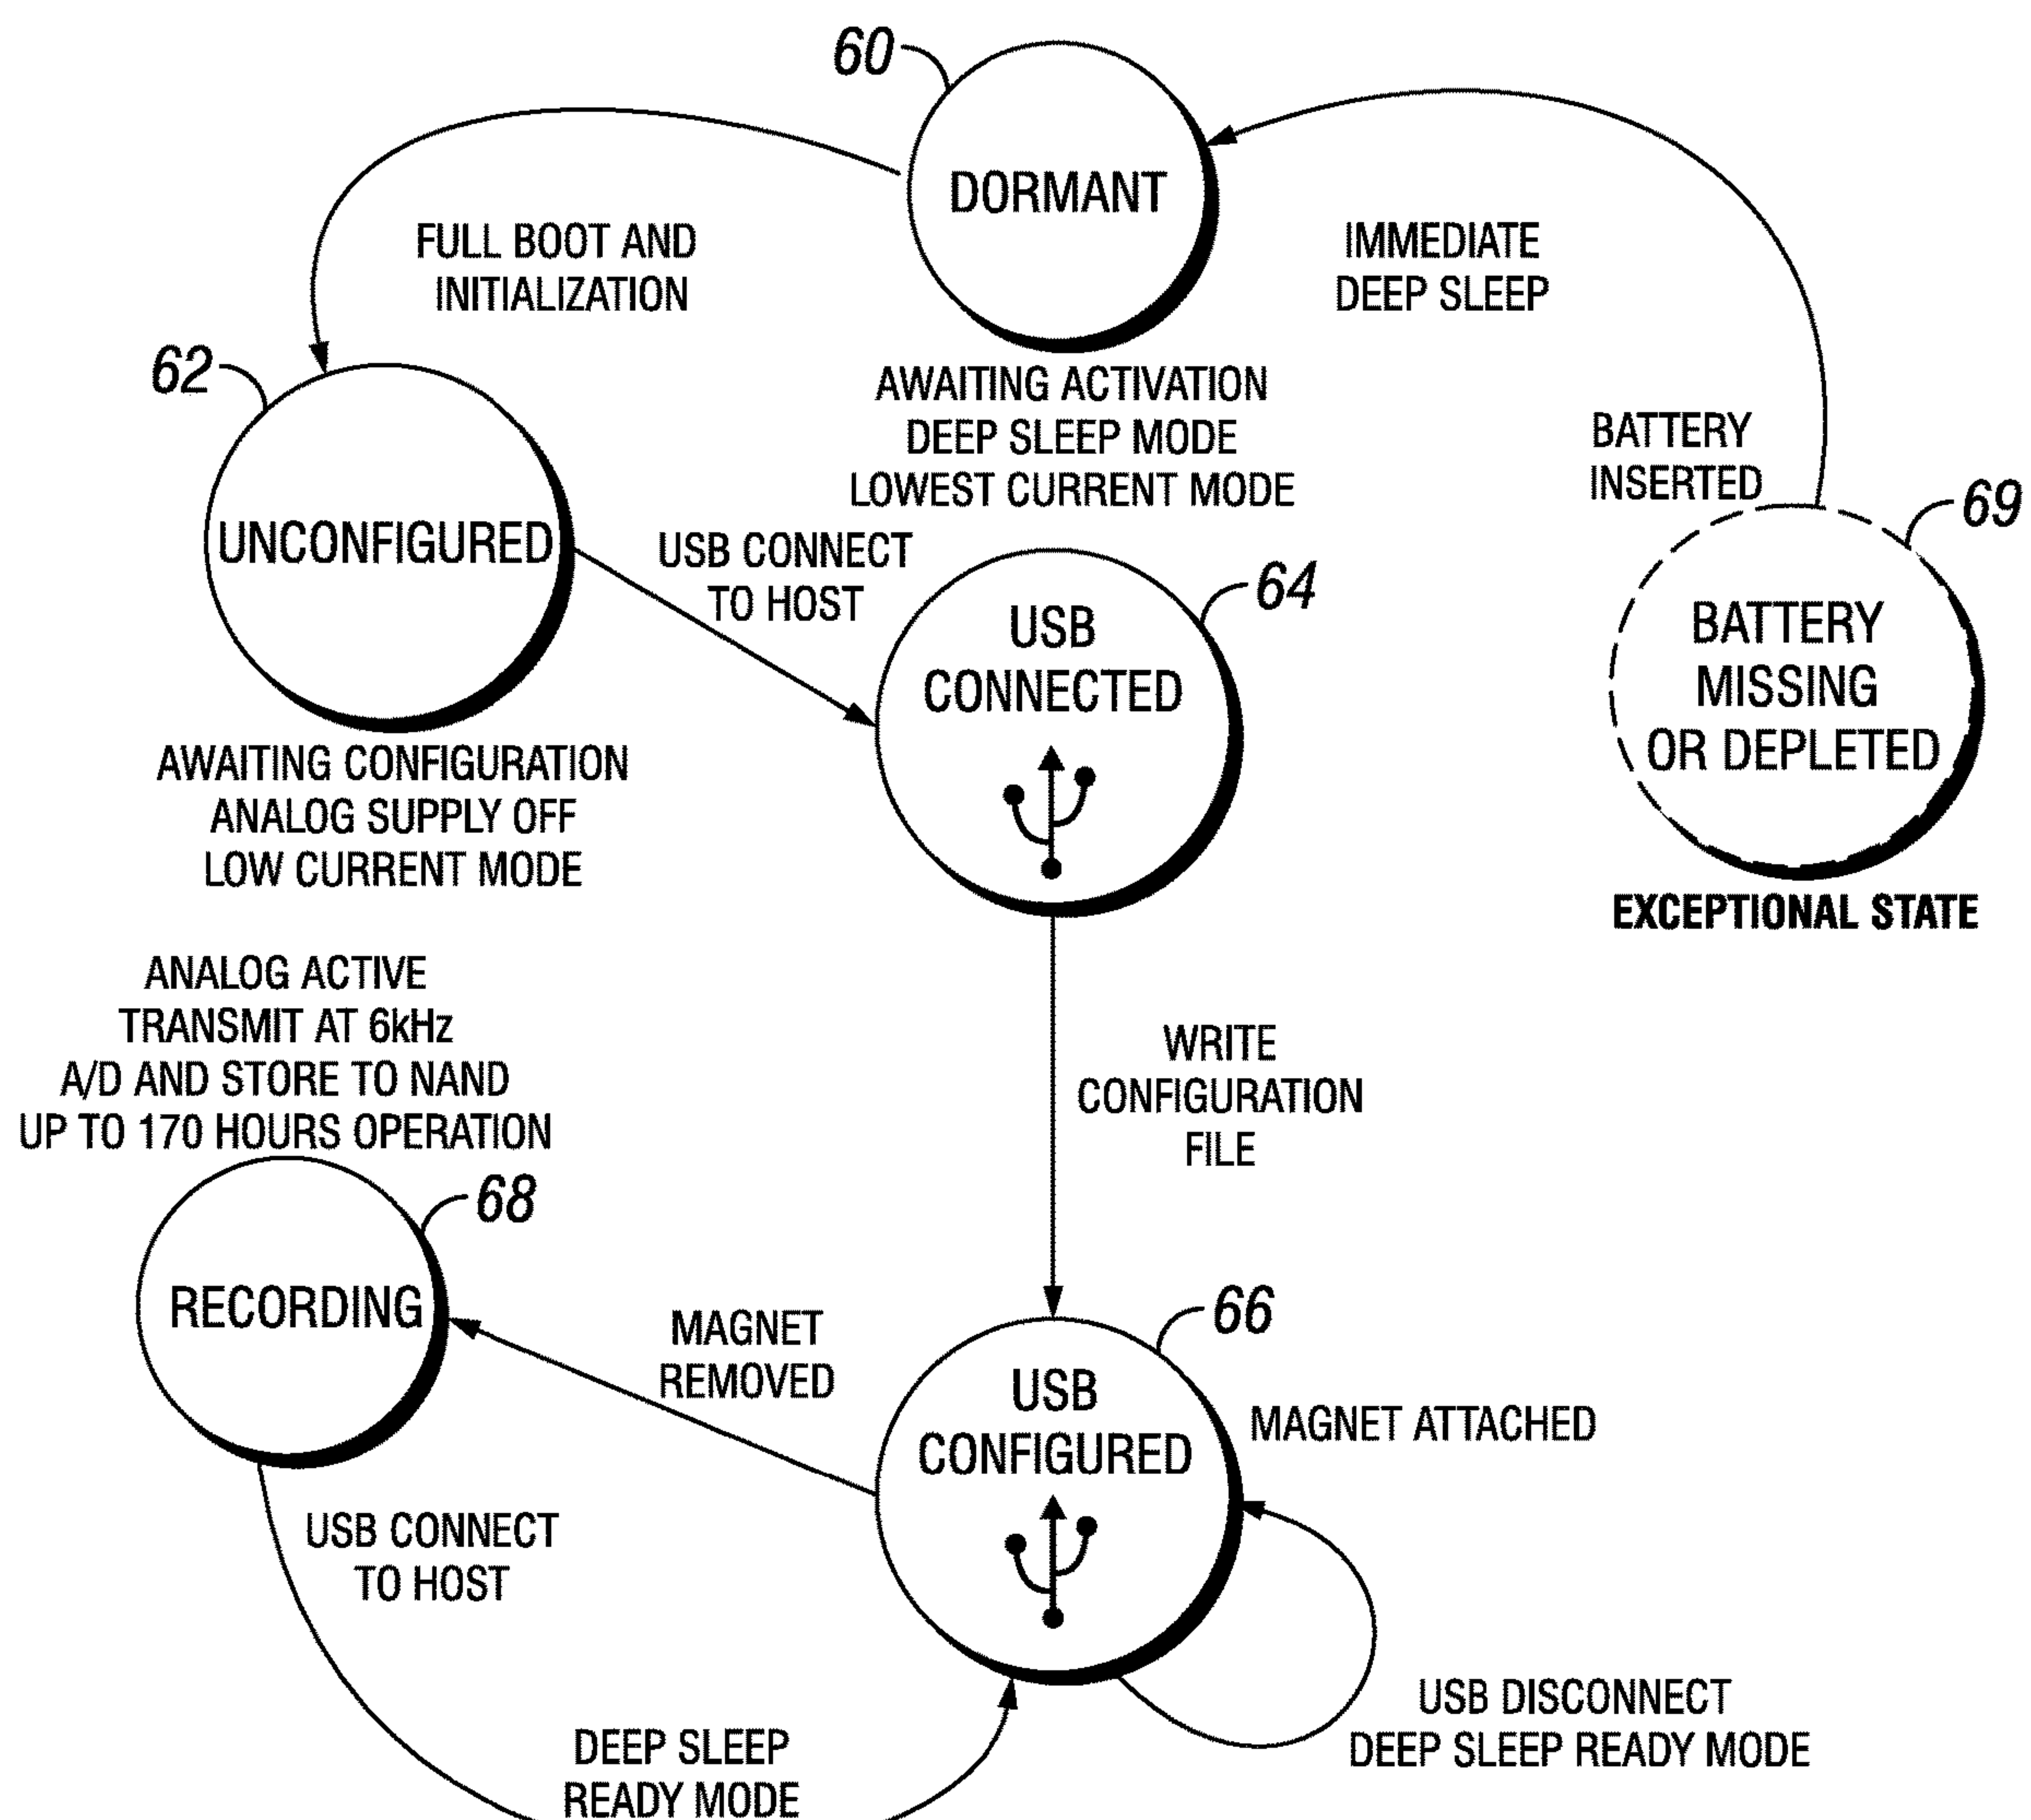 60
DORMANT
FULL BOOT AND
INITIALIZATION
IMMEDIATE
DEEP SLEEP
62
AWAITING ACTIVATION
DEEP SLEEP MODE
LOWEST CURRENT MODE
BATTERY
INSERTED
69
UNCONFIGURED
USB CONNECT
TO HOST
64
USB
CONNECTED
BATTERY
MISSING
OR DEPLETED
AWAITING CONFIGURATION
ANALOG SUPPLY OFF
LOW CURRENT MODE
EXCEPTIONAL STATE
ANALOG ACTIVE
TRANSMIT AT 6kHz
A/D AND STORE TO NAND
UP TO 170 HOURS OPERATION
WRITE
CONFIGURATION
FILE
68
RECORDING
MAGNET
REMOVED
66
USB
CONFIGURED
MAGNET ATTACHED
USB CONNECT
TO HOST
USB DISCONNECT
DEEP SLEEP READY MODE
DEEP SLEEP
READY MODE